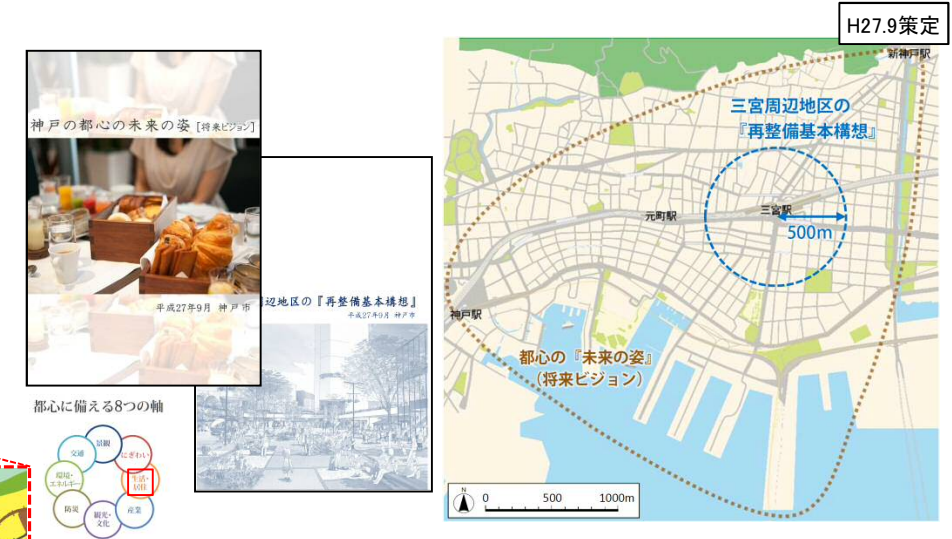 H27.9策定
神戸の都心の未来の姿 [将来ビジョン]
平成27年9月 神戸市
辺地区の『再整備基本構想』
平成27年9月 神戸市
都心に備える8つの軸
景観
にぎわい
生活・
居住
産業
観光・
文化
防災
環境・
エネルギー
交通
新神戸駅
三宮周辺地区の
『再整備基本構想』
元町駅
三宮駅
500m
神戸駅
都心の『未来の姿』
(将来ビジョン)
N
0 500 1000m